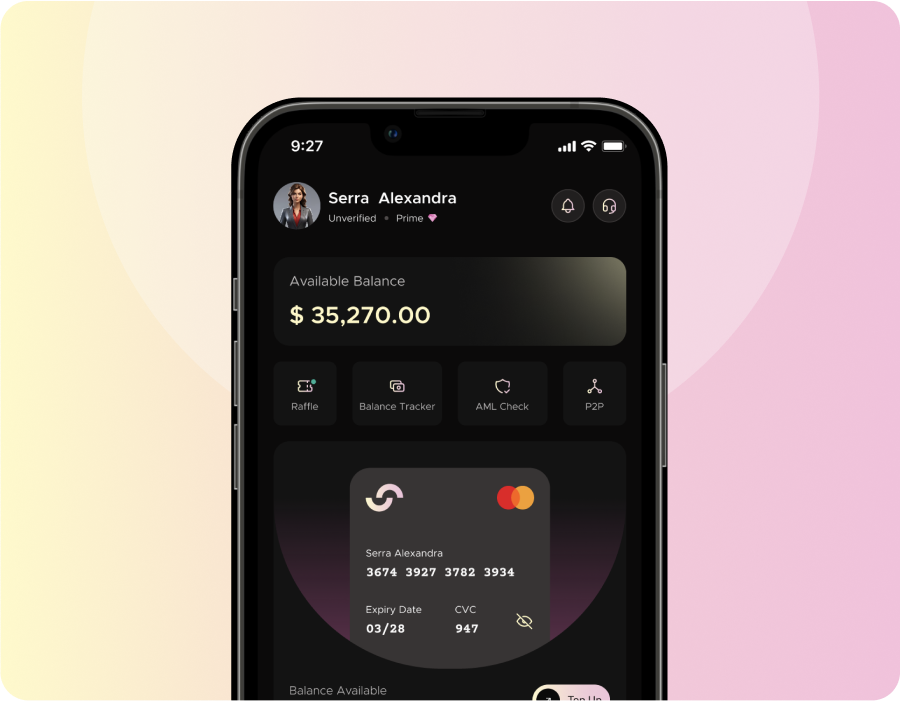 9:27
Serra Alexandra
Unverified • Prime
Available Balance
$ 35,270.00
Raffle Balance Tracker AML Check P2P
Serra Alexandra
3674 3927 3782 3934
Expiry Date CVC
03/28 947
Balance Available
Top Up